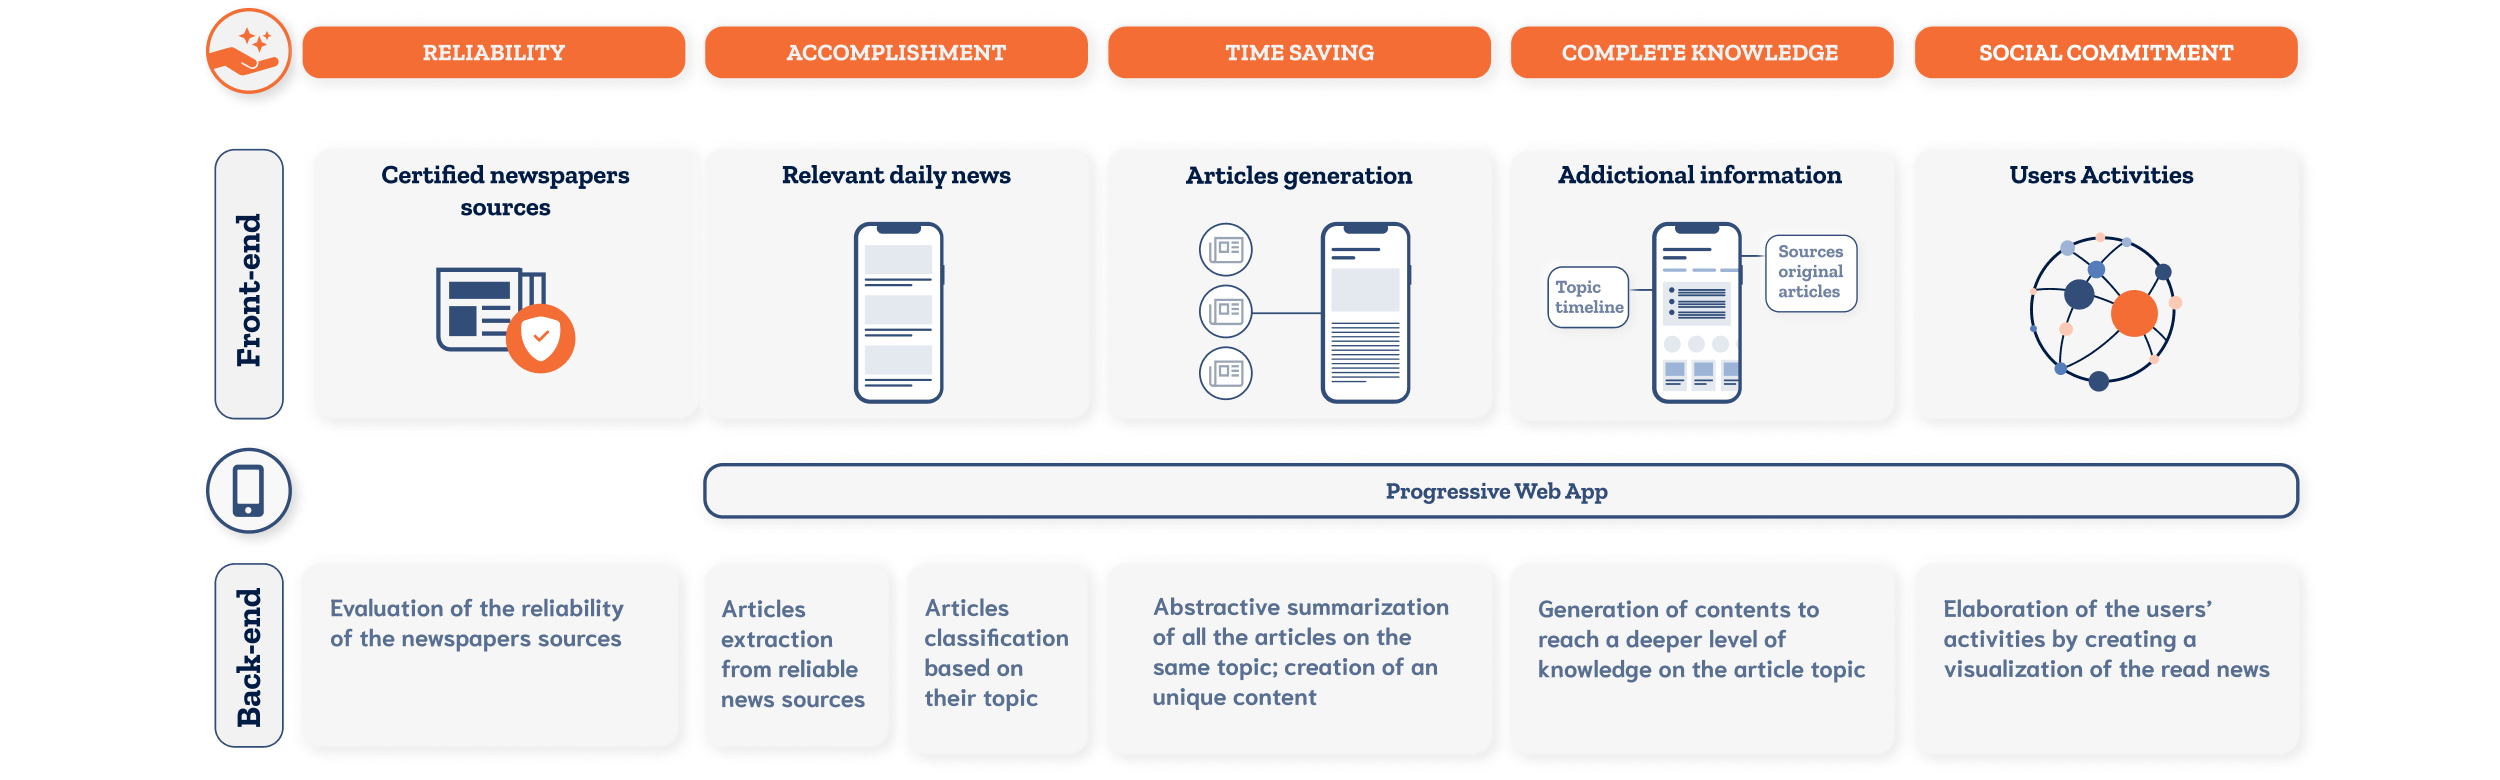 RELIABILITY
ACCOMPLISHMENT
TIME SAVING
COMPLETE KNOWLEDGE
SOCIAL COMMITMENT
Front-end
Certified newspapers
sources
Relevant daily news
Articles generation
Addictional information
Topic
timeline
Sources
original
articles
Users Activities
Progressive Web App
Back-end
Evaluation of the reliability
of the newspapers sources
Articles
extraction
from reliable
news sources
Articles
classification
based on
their topic
Abstractive summarization
of all the articles on the
same topic; creation of an
unique content
Generation of contents to
reach a deeper level of
knowledge on the article topic
Elaboration of the users’
activities by creating a
visualization of the read news